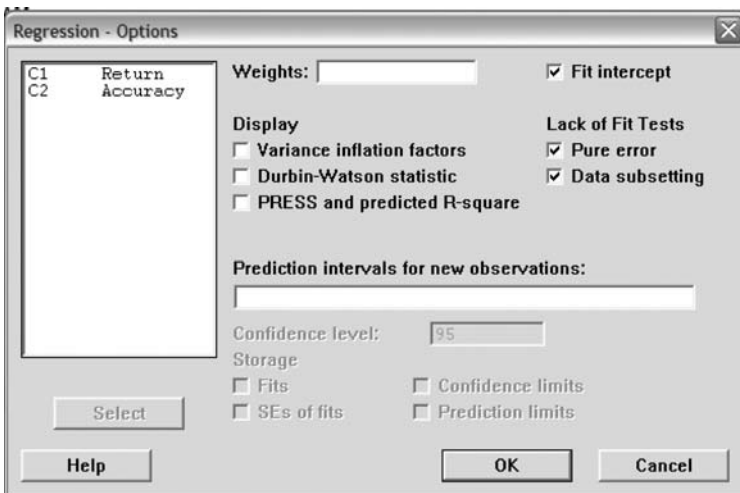 Regression - Options
C1 Return
C2 Accuracy
Weights:
Fit intercept
Display
Variance inflation factors
Durbin-Watson statistic
PRESS and predicted R-square
Lack of Fit Tests
Pure error
Data subsetting
Prediction intervals for new observations:
Confidence level: 95
Storage
Fits
SEs of fits
Confidence limits
Prediction limits
Select
Help
OK
Cancel